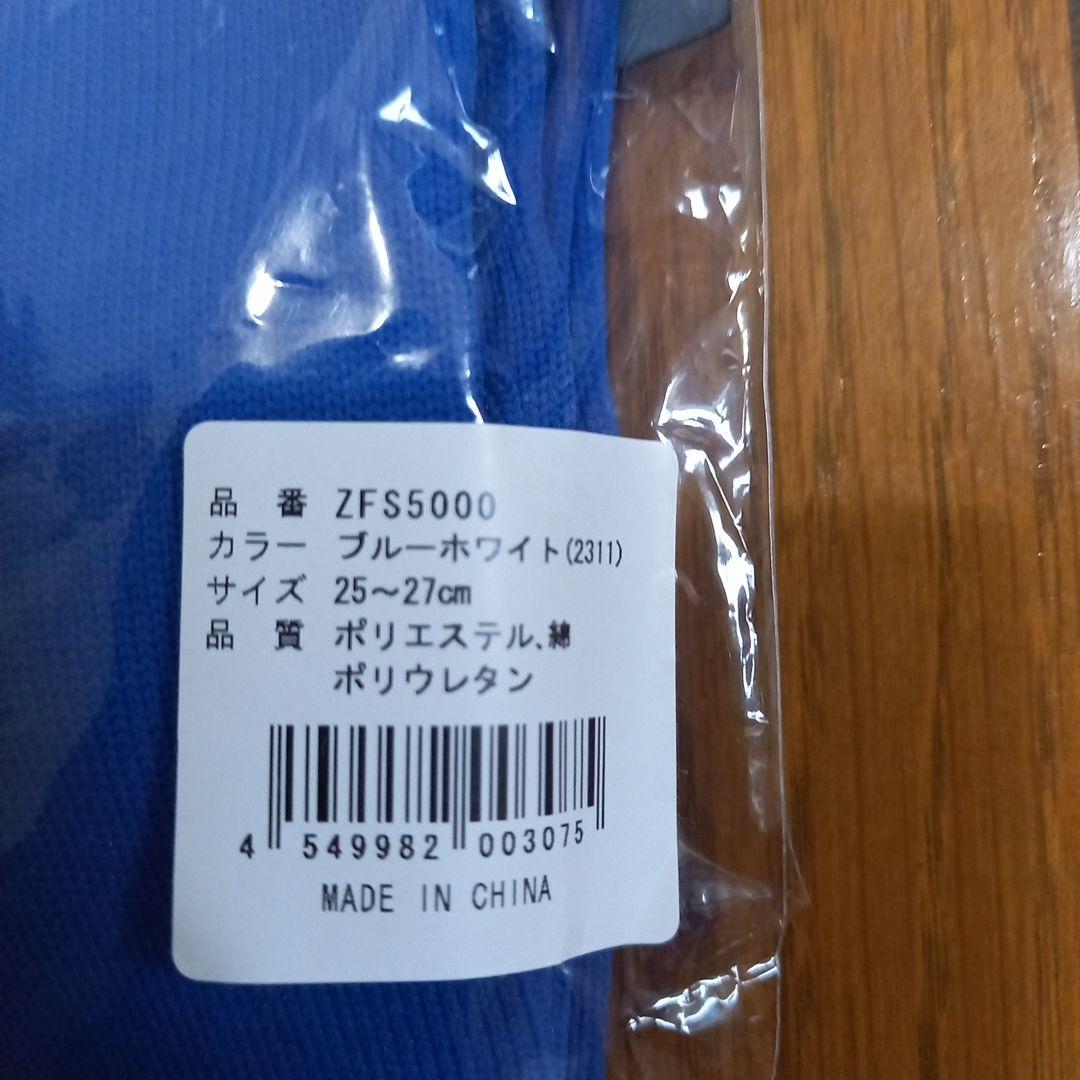 品 番 ZFS5000
カラー ブルーホワイト(2311)
サイズ 25～27cm
品 質 ポリエステル、綿
ポリウレタン
4 549982 003075
MADE IN CHINA